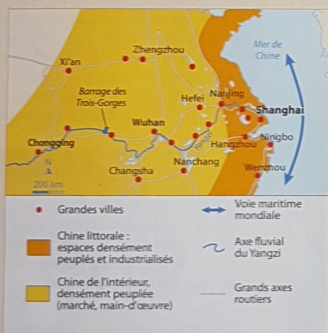 Zhengzhou
Xi'an
Mer de
Chine
Barrage des
Trois-Gorges
Hefei
Nanjing
Shanghai
Wuhan
Chongqing
Yangzi
Hangzhou
Ningbo
N
Nanchang
Wenzhou
Changsha
200 km
Grandes villes
Chine littorale :
espaces densément
peuplés et industrialisés
Chine de l'intérieur,
densément peuplée
(marché, main-d'œuvre)
Voie maritime
mondiale
Axe fluvial
du Yangzi
Grands axes
routiers